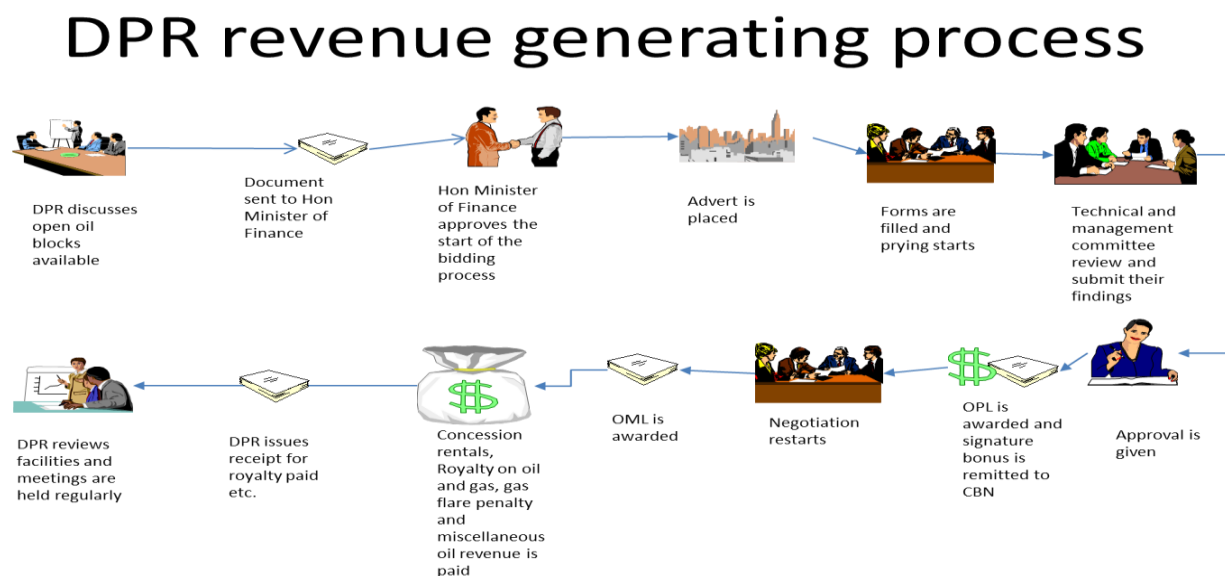 DPR revenue generating process
DPR discusses
open oil
blocks
available
Document
sent to Hon
Minister of
Finance
Hon Minister
of Finance
approves the
start of the
bidding
process
Advert is
placed
Forms are
filled and
prying starts
Technical and
management
committee
review and
submit their
findings
Approval is
given
OPL is
awarded and
signature
bonus is
remitted to
CBN
Negotiation
restarts
OML is
awarded
Concession
rentals,
Royalty on oil
and gas, gas
flare penalty
and
miscellaneous
oil revenue is
paid
DPR issues
receipt for
royalty paid
etc.
DPR reviews
facilities and
meetings are
held regularly